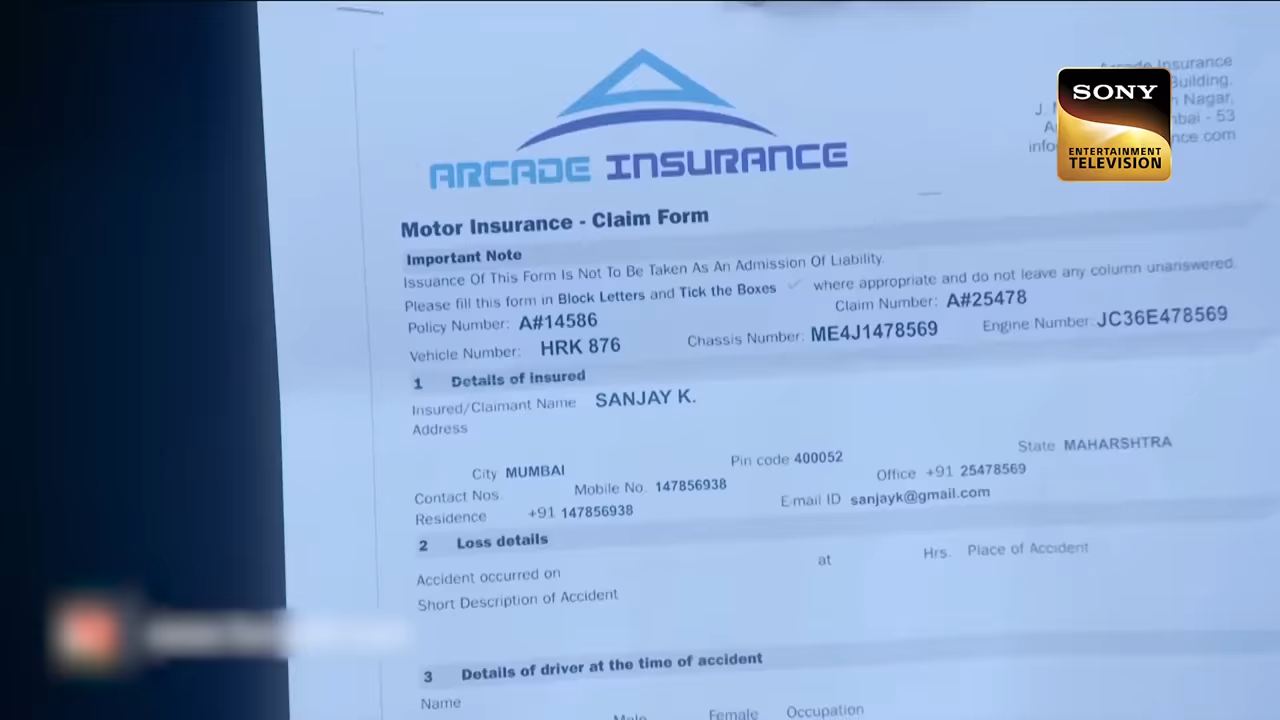 SONY
ENTERTAINMENT
TELEVISION
Insurance
Building.
Nagar,
- 53
ARCADE INSURANCE
Motor Insurance - Claim Form
Important Note
Issuance Of This Form Is Not To Be Taken As An Admission Of Liability.
Please fill this form in Block Letters and Tick the Boxes ✓ where appropriate and do not leave any column unanswered.
Policy Number: A#14586 Claim Number: A#25478
Vehicle Number: HRK 876 Chassis Number: ME4J1478569 Engine Number: JC36E478569
1 Details of insured
Insured/Claimant Name SANJAY K.
Address
City MUMBAI Pin code 400052 State MAHARSHTRA
Contact Nos. Mobile No. 147856938 Office +91 25478569
Residence +91 147856938 E-mail ID sanjayk@gmail.com
2 Loss details
Accident occurred on at Hrs. Place of Accident
Short Description of Accident
3 Details of driver at the time of accident
Name
Male Female Occupation